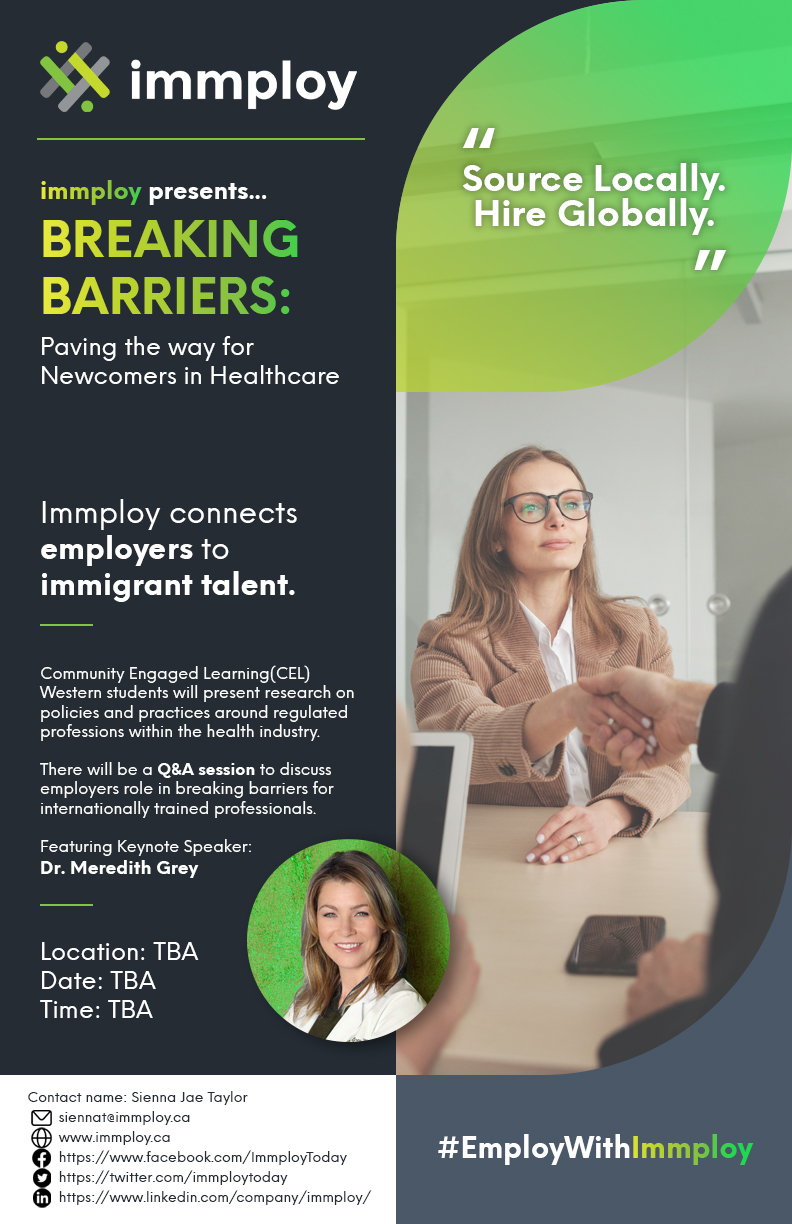 immploy
immploy presents...
BREAKING
BARRIERS:
Paving the way for
Newcomers in Healthcare
“
Source Locally.
Hire Globally.
”
Immploy connects
employers to
immigrant talent.
Community Engaged Learning(CEL)
Western students will present research on
policies and practices around regulated
professions within the health industry.
There will be a Q&A session to discuss
employers role in breaking barriers for
internationally trained professionals.
Featuring Keynote Speaker:
Dr. Meredith Grey
Location: TBA
Date: TBA
Time: TBA
Contact name: Sienna Jae Taylor
siennat@immploy.ca
www.immploy.ca
https://www.facebook.com/ImmployToday
https://twitter.com/immploytoday
https://www.linkedin.com/company/immploy/
#EmployWithImmploy